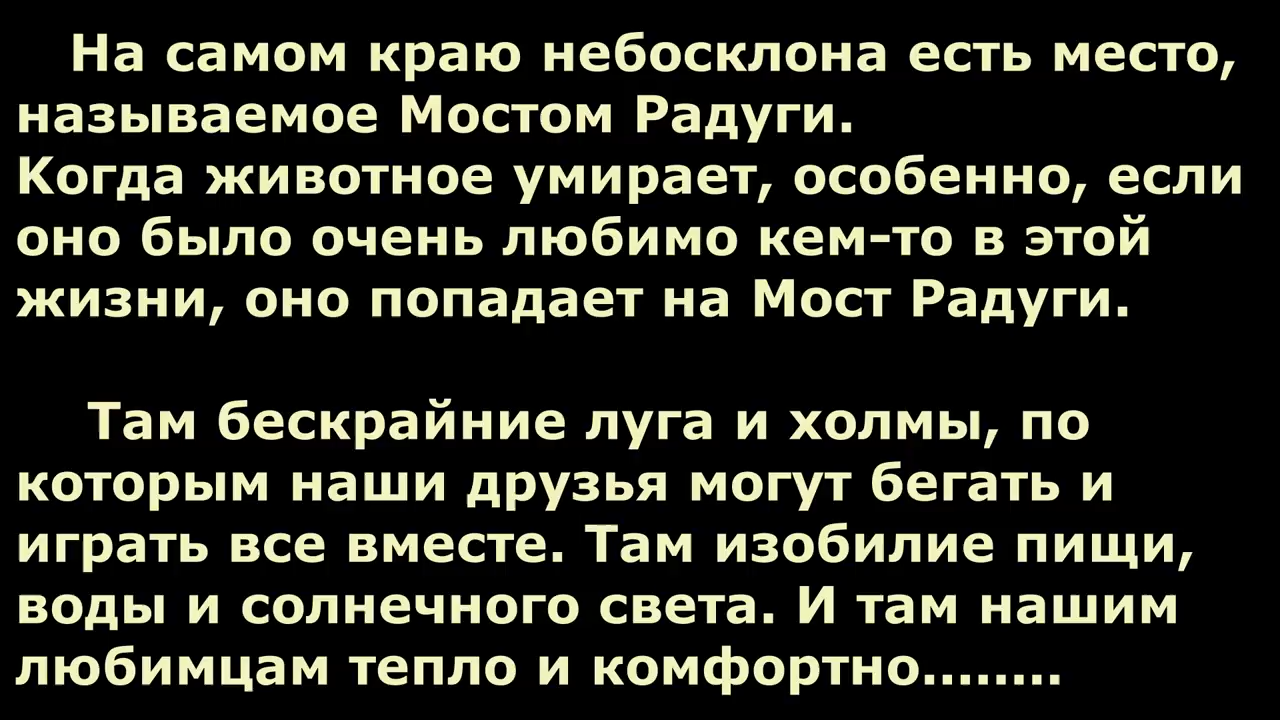 На самом краю небосклона есть место,
называемое Мостом Радуги.
Когда животное умирает, особенно, если
оно было очень любимо кем-то в этой
жизни, оно попадает на Мост Радуги.
Там бескрайние луга и холмы, по
которым наши друзья могут бегать и
играть все вместе. Там изобилие пищи,
воды и солнечного света. И там нашим
любимцам тепло и комфортно........